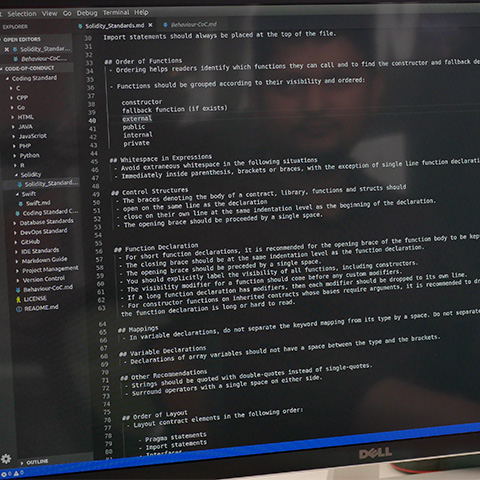 t Selection View Go Debug Terminal Help
EXPLORER
OPEN EDITORS
Solidity_Standard...
Behaviour-CoC....
CODE-OF-CONDUCT
Coding Standard
C
CPP
Go
HTML
JAVA
JavaScript
PHP
Python
R
Solidity
Solidity_Standard...
Swift
Swift.md
Coding Standard C
Database Standards
DevOps Standard
GitHub
IDE Standards
Markdown Guide
Project Management
Version Control
Behaviour-CoC.md
LICENSE
README.md
OUTLINE
0 0
Solidity_Standards.md
Behaviour-CoC.md
30 Import statements should always be placed at the top of the file.
33 ## Order of Functions
34 - Ordering helps readers identify which functions they can call and to find the constructor and fallback de
36 - Functions should be grouped according to their visibility and ordered:
38 constructor
39 fallback function (if exists)
40 external
41 public
42 internal
43 private
45 ## Whitespace in Expressions
46 - Avoid extraneous whitespace in the following situations
47 - Immediately inside parenthesis, brackets or braces, with the exception of single line function declarati
49 ## Control Structures
50 - The braces denoting the body of a contract, library, functions and structs should
51 - open on the same line as the declaration
52 - close on their own line at the same indentation level as the beginning of the declaration.
53 - The opening brace should be proceeded by a single space.
56 ## Function Declaration
57 - For short function declarations, it is recommended for the opening brace of the function body to be kep
58 - The closing brace should be at the same indentation level as the function declaration.
59 - The opening brace should be preceded by a single space.
60 - You should explicitly label the visibility of all functions, including constructors.
61 - The visibility modifier for a function should come before any custom modifiers.
62 - If a long function declaration has modifiers, then each modifier should be dropped to its own line.
63 - For constructor functions on inherited contracts whose bases require arguments, it is recommended to dr
the function declaration is long or hard to read.
65 ## Mappings
66 - In variable declarations, do not separate the keyword mapping from its type by a space. Do not separate
68 ## Variable Declarations
69 - Declarations of array variables should not have a space between the type and the brackets.
71 ## Other Recommendations
72 - Strings should be quoted with double-quotes instead of single-quotes.
73 - Surround operators with a single space on either side.
76 ## Order of Layout
77 - Layout contract elements in the following order:
79 - Pragma statements
80 - Import statements
81 - Interfaces
DELL